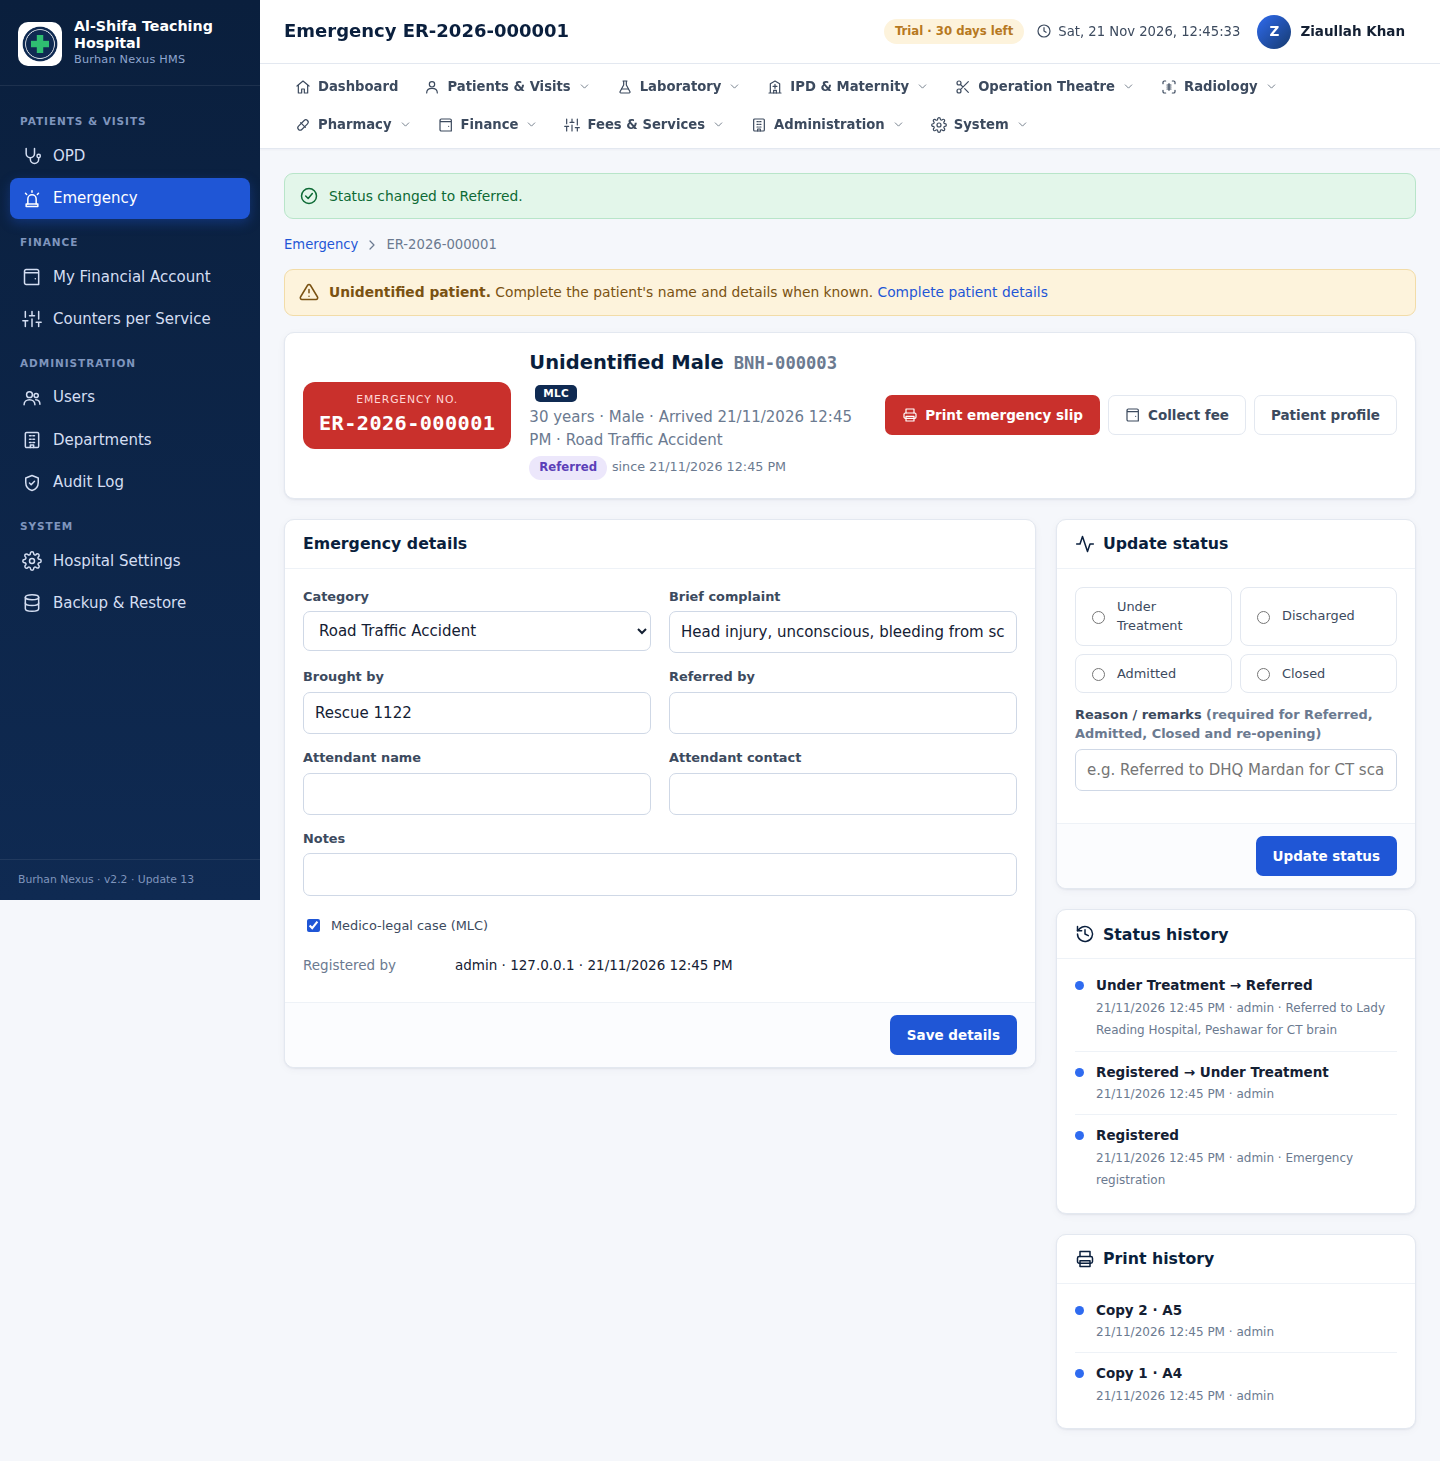 Al-Shifa Teaching
Hospital
Burhan Nexus HMS
PATIENTS & VISITS
OPD
Emergency
FINANCE
My Financial Account
Counters per Service
ADMINISTRATION
Users
Departments
Audit Log
SYSTEM
Hospital Settings
Backup & Restore
Burhan Nexus · v2.2 · Update 13
Emergency ER-2026-000001
Trial · 30 days left
Sat, 21 Nov 2026, 12:45:33
Z
Ziaullah Khan
Dashboard
Patients & Visits
Laboratory
IPD & Maternity
Operation Theatre
Radiology
Pharmacy
Finance
Fees & Services
Administration
System
Status changed to Referred.
Emergency > ER-2026-000001
Unidentified patient. Complete the patient's name and details when known. Complete patient details
EMERGENCY NO.
ER-2026-000001
Unidentified Male BNH-000003
MLC
30 years · Male · Arrived 21/11/2026 12:45
PM · Road Traffic Accident
Referred since 21/11/2026 12:45 PM
Print emergency slip
Collect fee
Patient profile
Emergency details
Category
Road Traffic Accident
Brief complaint
Head injury, unconscious, bleeding from sc
Brought by
Rescue 1122
Referred by
Attendant name
Attendant contact
Notes
Medico-legal case (MLC)
Registered by admin · 127.0.0.1 · 21/11/2026 12:45 PM
Save details
Update status
Under
Treatment
Discharged
Admitted
Closed
Reason / remarks (required for Referred,
Admitted, Closed and re-opening)
e.g. Referred to DHQ Mardan for CT sca
Update status
Status history
Under Treatment → Referred
21/11/2026 12:45 PM · admin · Referred to Lady
Reading Hospital, Peshawar for CT brain
Registered → Under Treatment
21/11/2026 12:45 PM · admin
Registered
21/11/2026 12:45 PM · admin · Emergency
registration
Print history
Copy 2 · A5
21/11/2026 12:45 PM · admin
Copy 1 · A4
21/11/2026 12:45 PM · admin